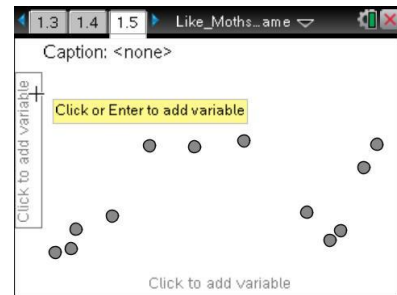 1.3 1.4 1.5 Like_Moths…ame
Caption: <none>
Click or Enter to add variable
Click to add variable
Click to add variable